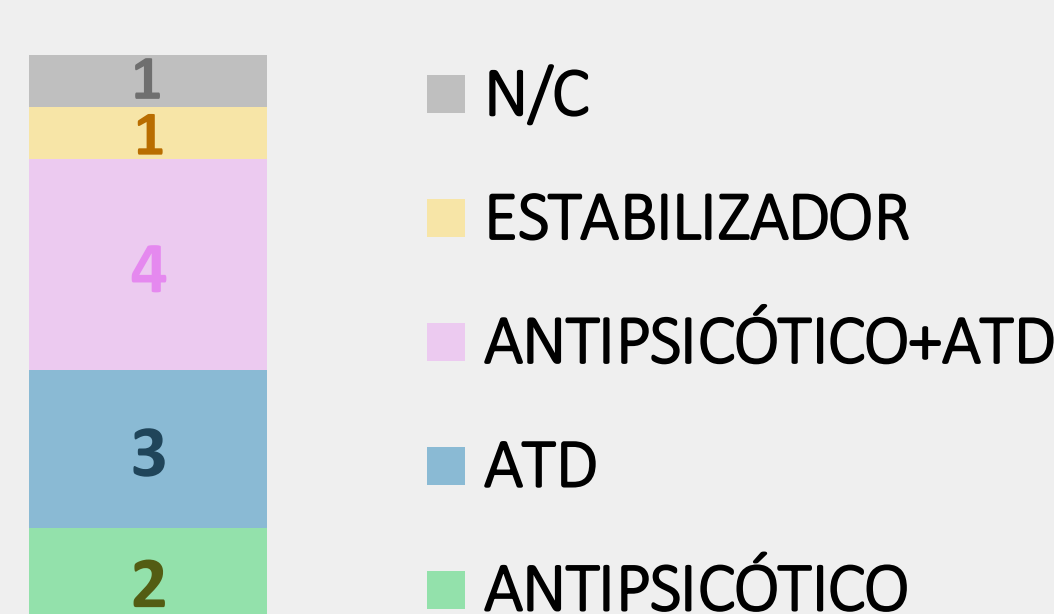 1
1
4
3
2
N/C
ESTABILIZADOR
ANTIPSICÓTICO+ATD
ATD
ANTIPSICÓTICO